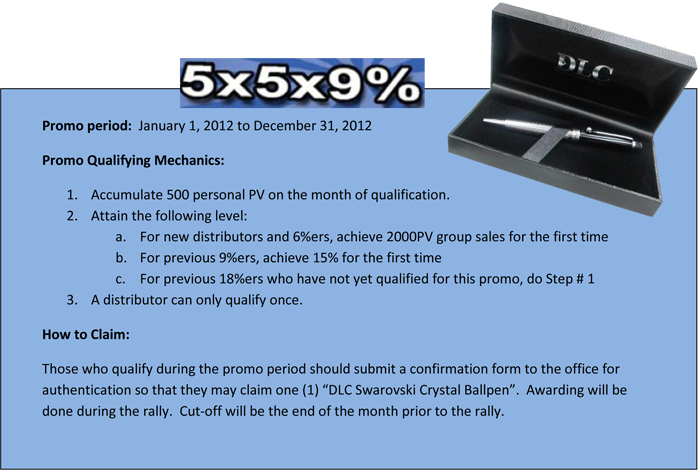 DLC
5x5x9%
Promo period: January 1, 2012 to December 31, 2012
Promo Qualifying Mechanics:
1. Accumulate 500 personal PV on the month of qualification.
2. Attain the following level:
a. For new distributors and 6%ers, achieve 2000PV group sales for the first time
b. For previous 9%ers, achieve 15% for the first time
c. For previous 18%ers who have not yet qualified for this promo, do Step # 1
3. A distributor can only qualify once.
How to Claim:
Those who qualify during the promo period should submit a confirmation form to the office for
authentication so that they may claim one (1) “DLC Swarovski Crystal Ballpen”. Awarding will be
done during the rally. Cut-off will be the end of the month prior to the rally.